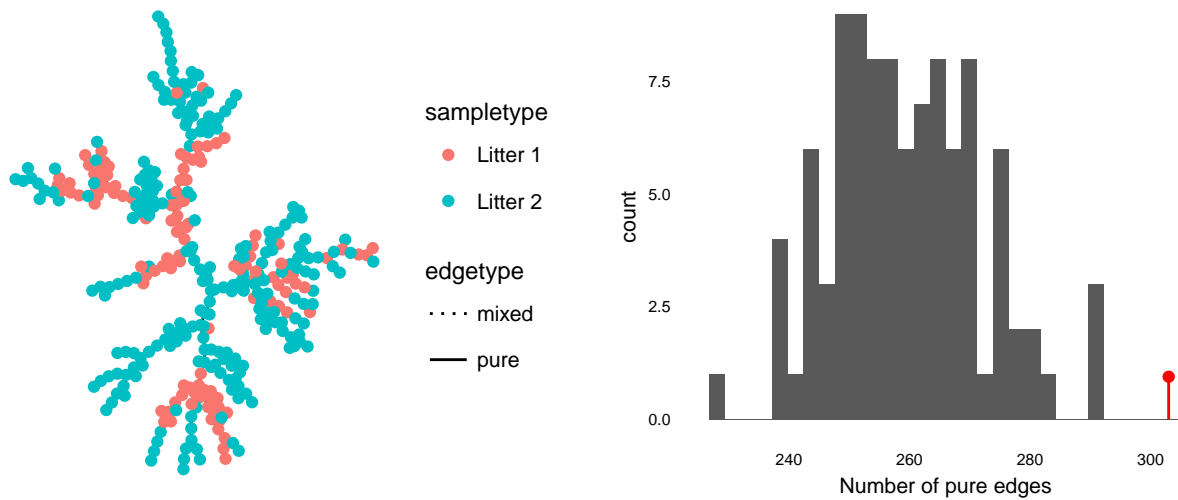 sampletype
Litter 1
Litter 2
edgetype
mixed
pure
count
7.5
5.0
2.5
0.0
240 260 280 300
Number of pure edges